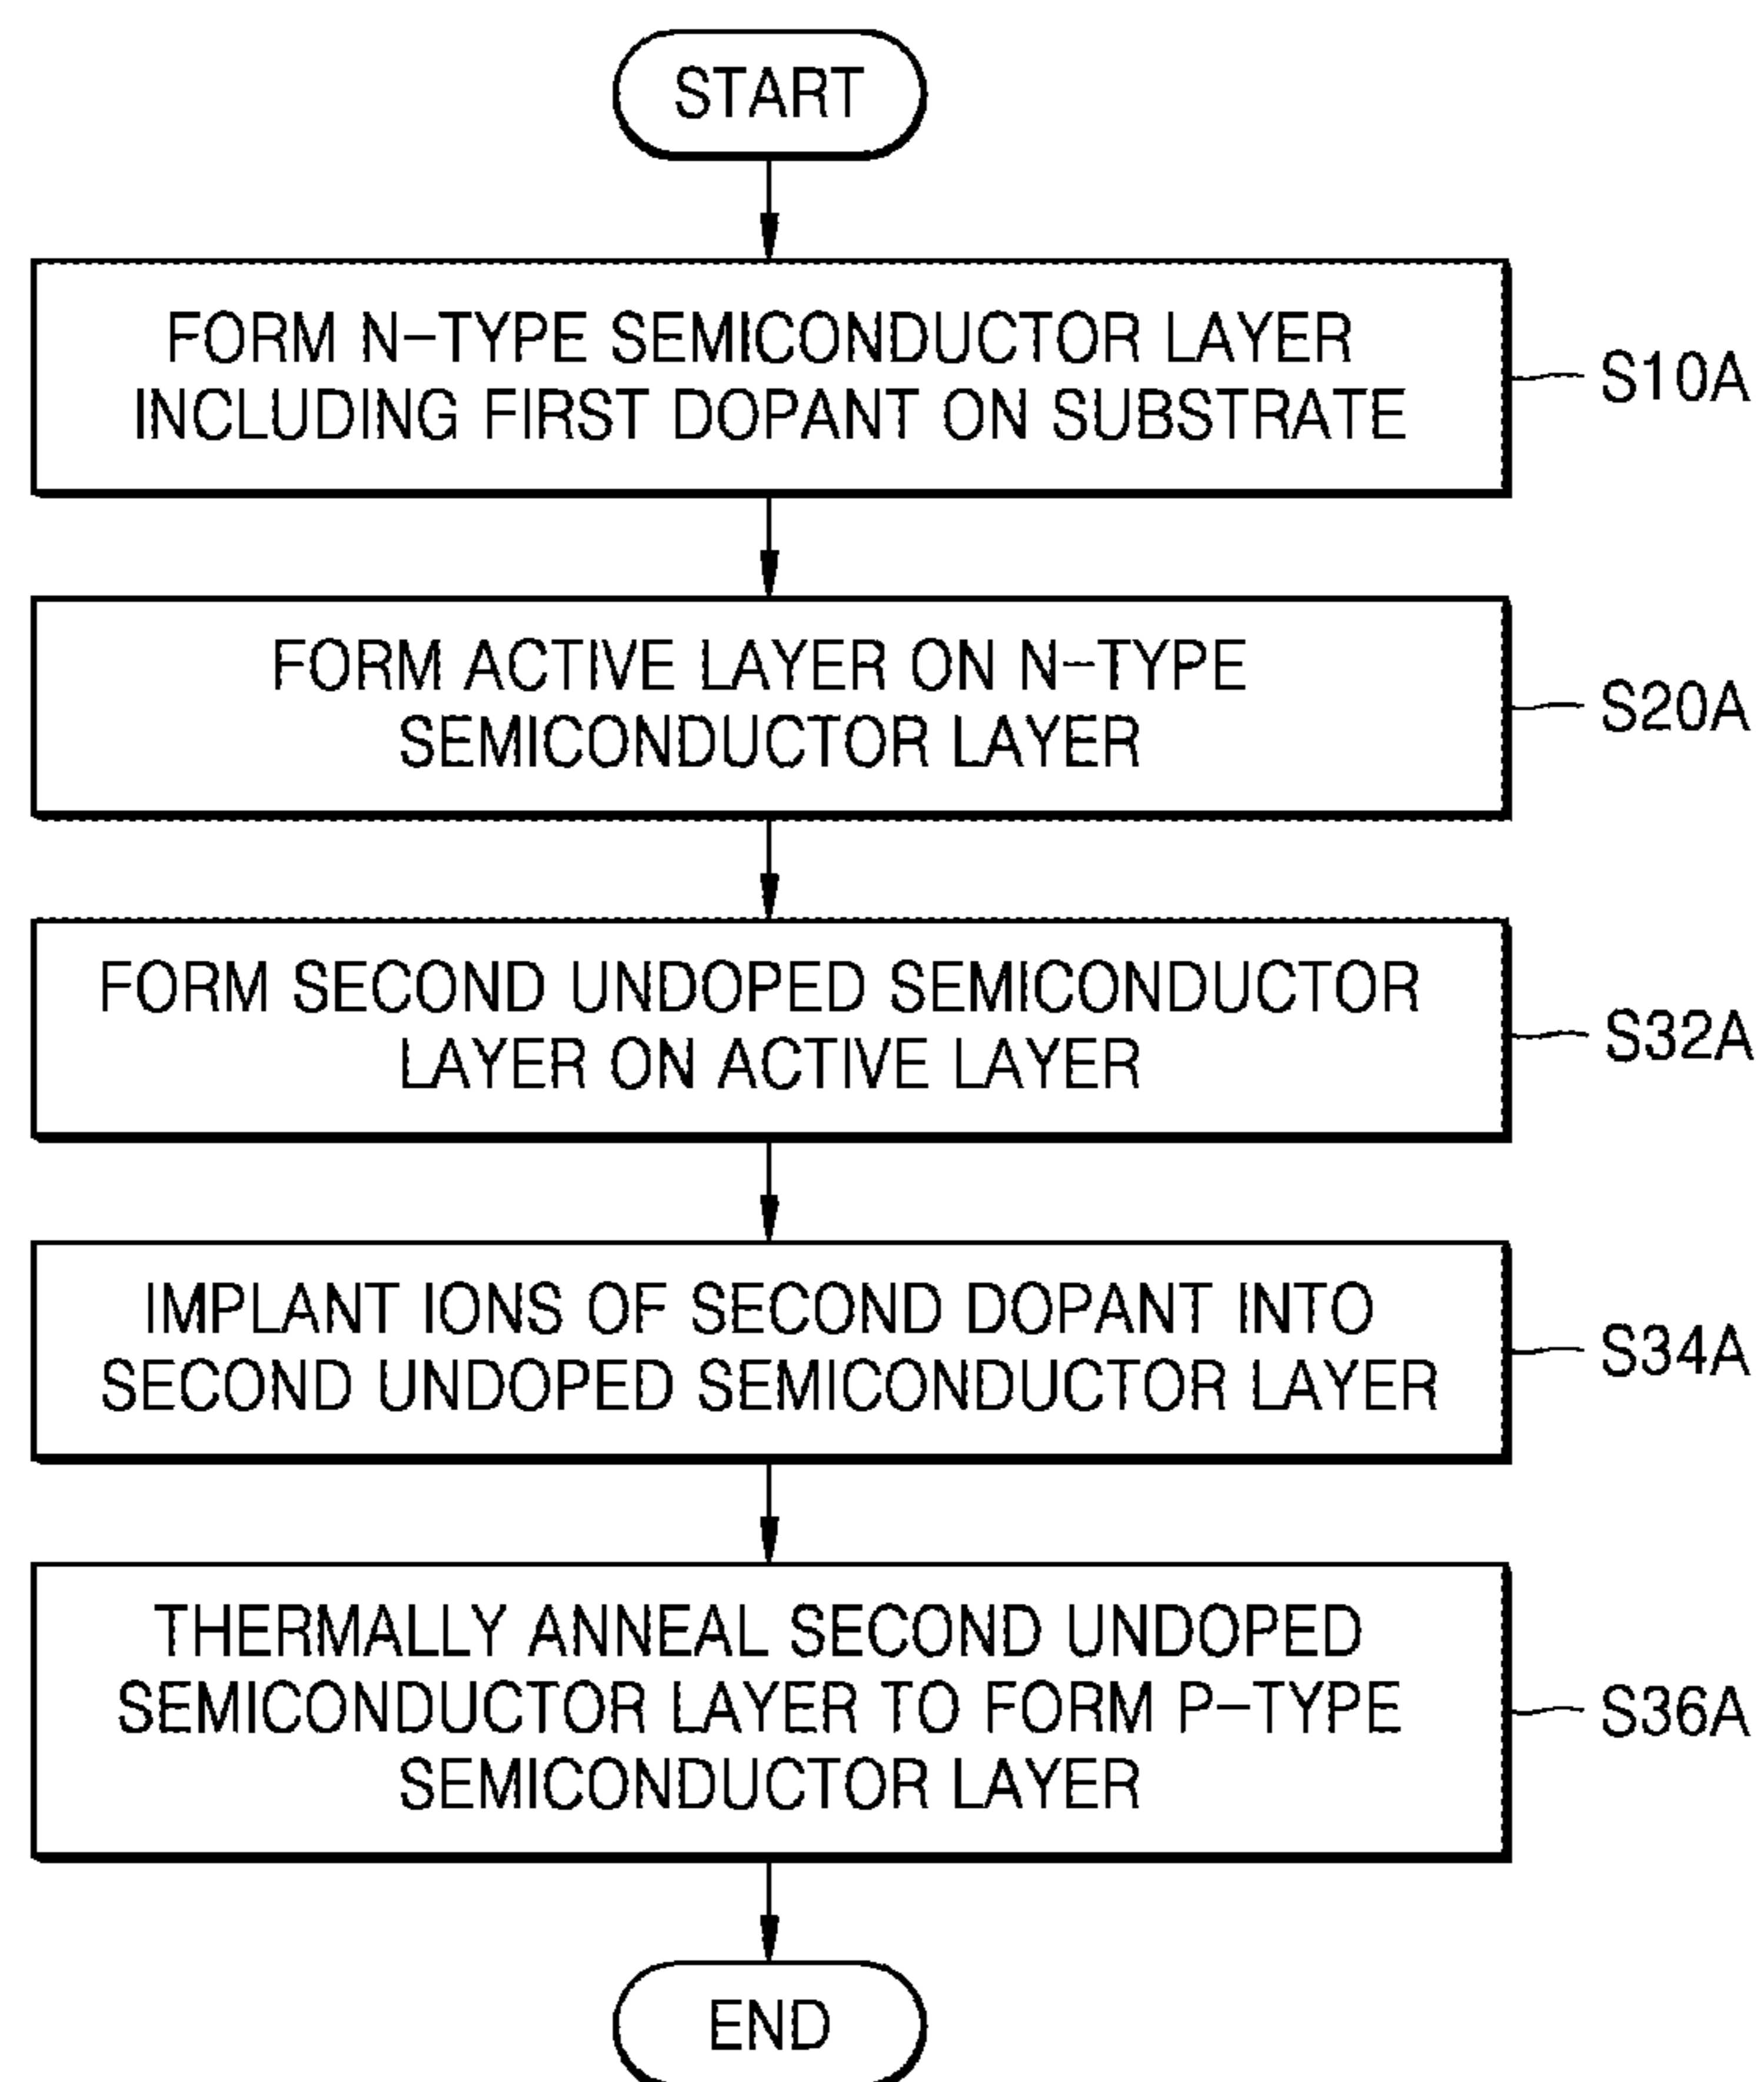 START
FORM N-TYPE SEMICONDUCTOR LAYER
INCLUDING FIRST DOPANT ON SUBSTRATE
S10A
FORM ACTIVE LAYER ON N-TYPE
SEMICONDUCTOR LAYER
S20A
FORM SECOND UNDOPED SEMICONDUCTOR
LAYER ON ACTIVE LAYER
S32A
IMPLANT IONS OF SECOND DOPANT INTO
SECOND UNDOPED SEMICONDUCTOR LAYER
S34A
THERMALLY ANNEAL SECOND UNDOPED
SEMICONDUCTOR LAYER TO FORM P-TYPE
SEMICONDUCTOR LAYER
S36A
END